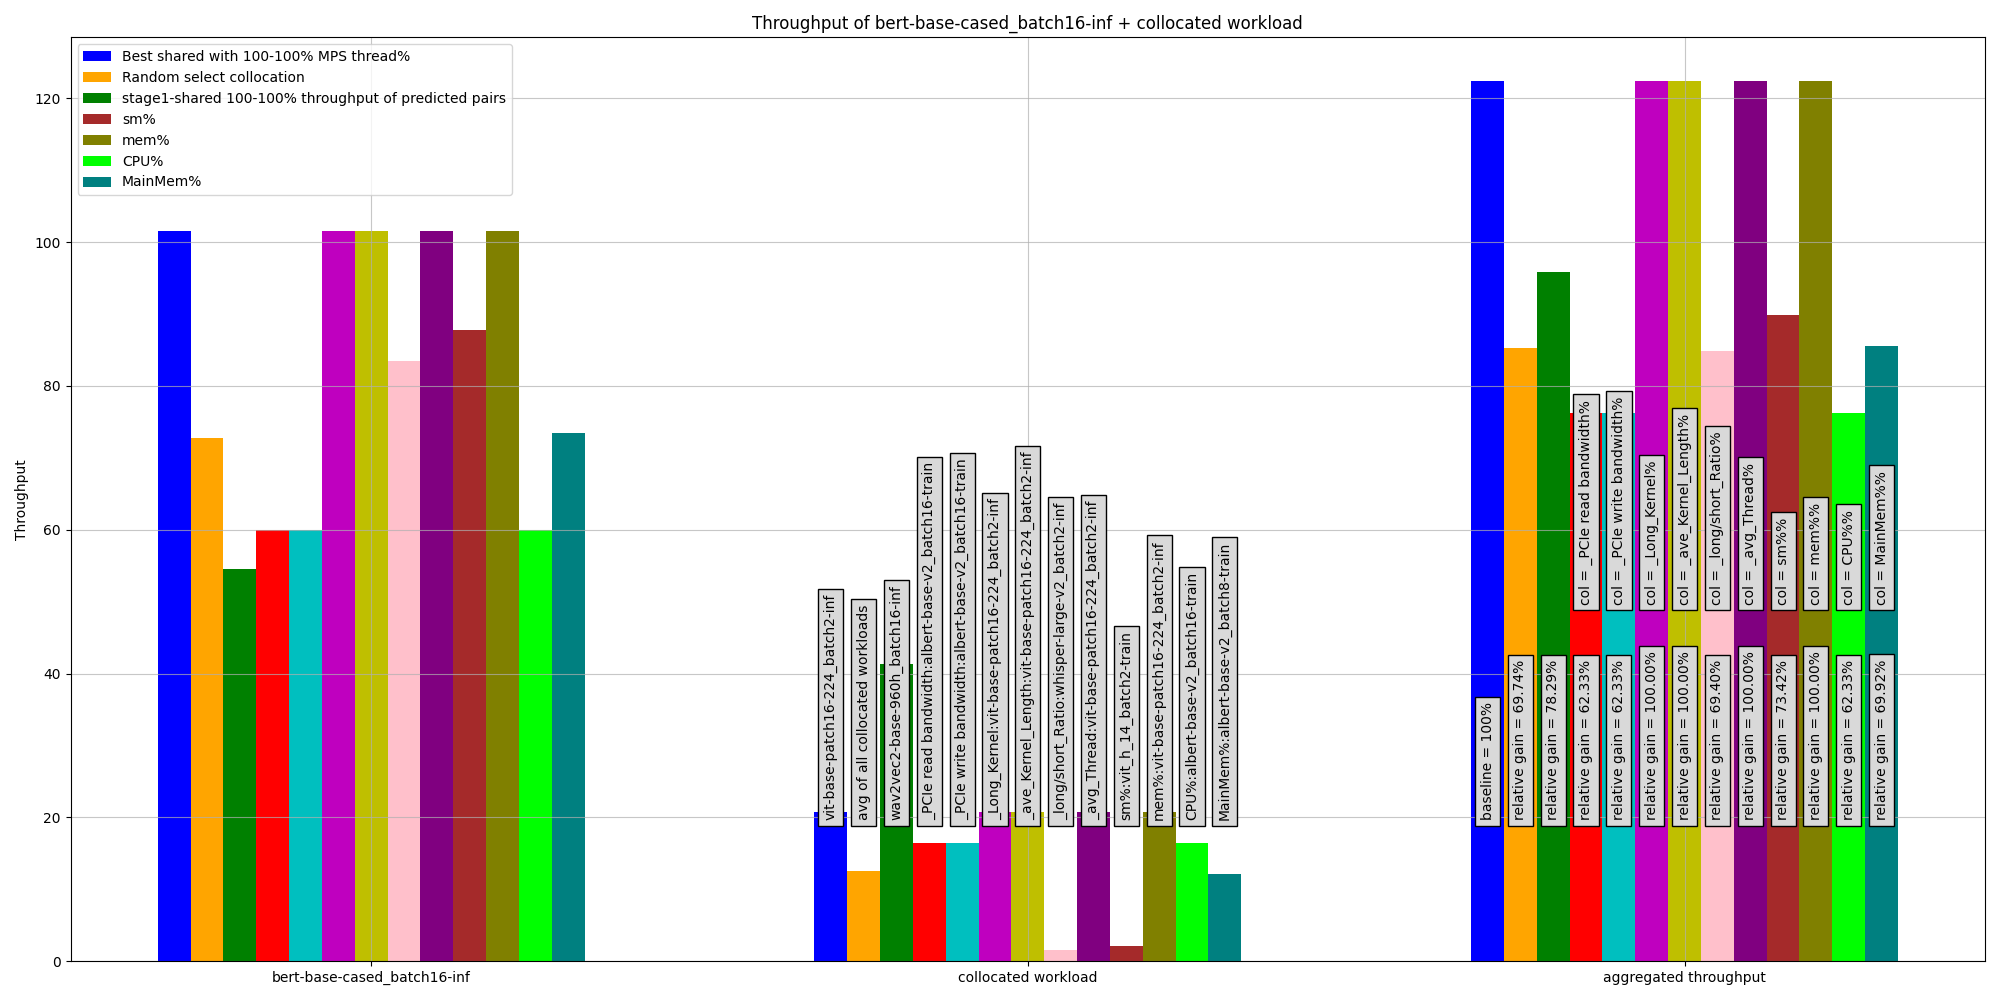 Throughput of bert-base-cased_batch16-inf + collocated workload
Best shared with 100-100% MPS thread%
Random select collocation
stage1-shared 100-100% throughput of predicted pairs
sm%
mem%
CPU%
MainMem%
Throughput
120
100
80
60
40
20
0
vit-base-patch16-224_batch2-inf
avg of all collocated workloads
wav2vec2-base-960h_batch16-inf
_PCIe read bandwidth:albert-base-v2_batch16-train
_PCIe write bandwidth:albert-base-v2_batch16-train
_Long_Kernel:vit-base-patch16-224_batch2-inf
_ave_Kernel_Length:vit-base-patch16-224_batch2-inf
_long/short_Ratio:whisper-large-v2_batch2-inf
_avg_Thread:vit-base-patch16-224_batch2-inf
sm%:vit_h_14_batch2-train
mem%:vit-base-patch16-224_batch2-inf
CPU%:albert-base-v2_batch16-train
MainMem%:albert-base-v2_batch8-train
col = _PCIe read bandwidth%
col = _PCIe write bandwidth%
col = _Long_Kernel%
col = _ave_Kernel_Length%
col = _long/short_Ratio%
col = _avg_Thread%
col = sm%%
col = mem%%
col = CPU%%
col = MainMem%%
baseline = 100%
relative gain = 69.74%
relative gain = 78.29%
relative gain = 62.33%
relative gain = 62.33%
relative gain = 100.00%
relative gain = 100.00%
relative gain = 69.40%
relative gain = 100.00%
relative gain = 73.42%
relative gain = 100.00%
relative gain = 62.33%
relative gain = 69.92%
bert-base-cased_batch16-inf
collocated workload
aggregated throughput